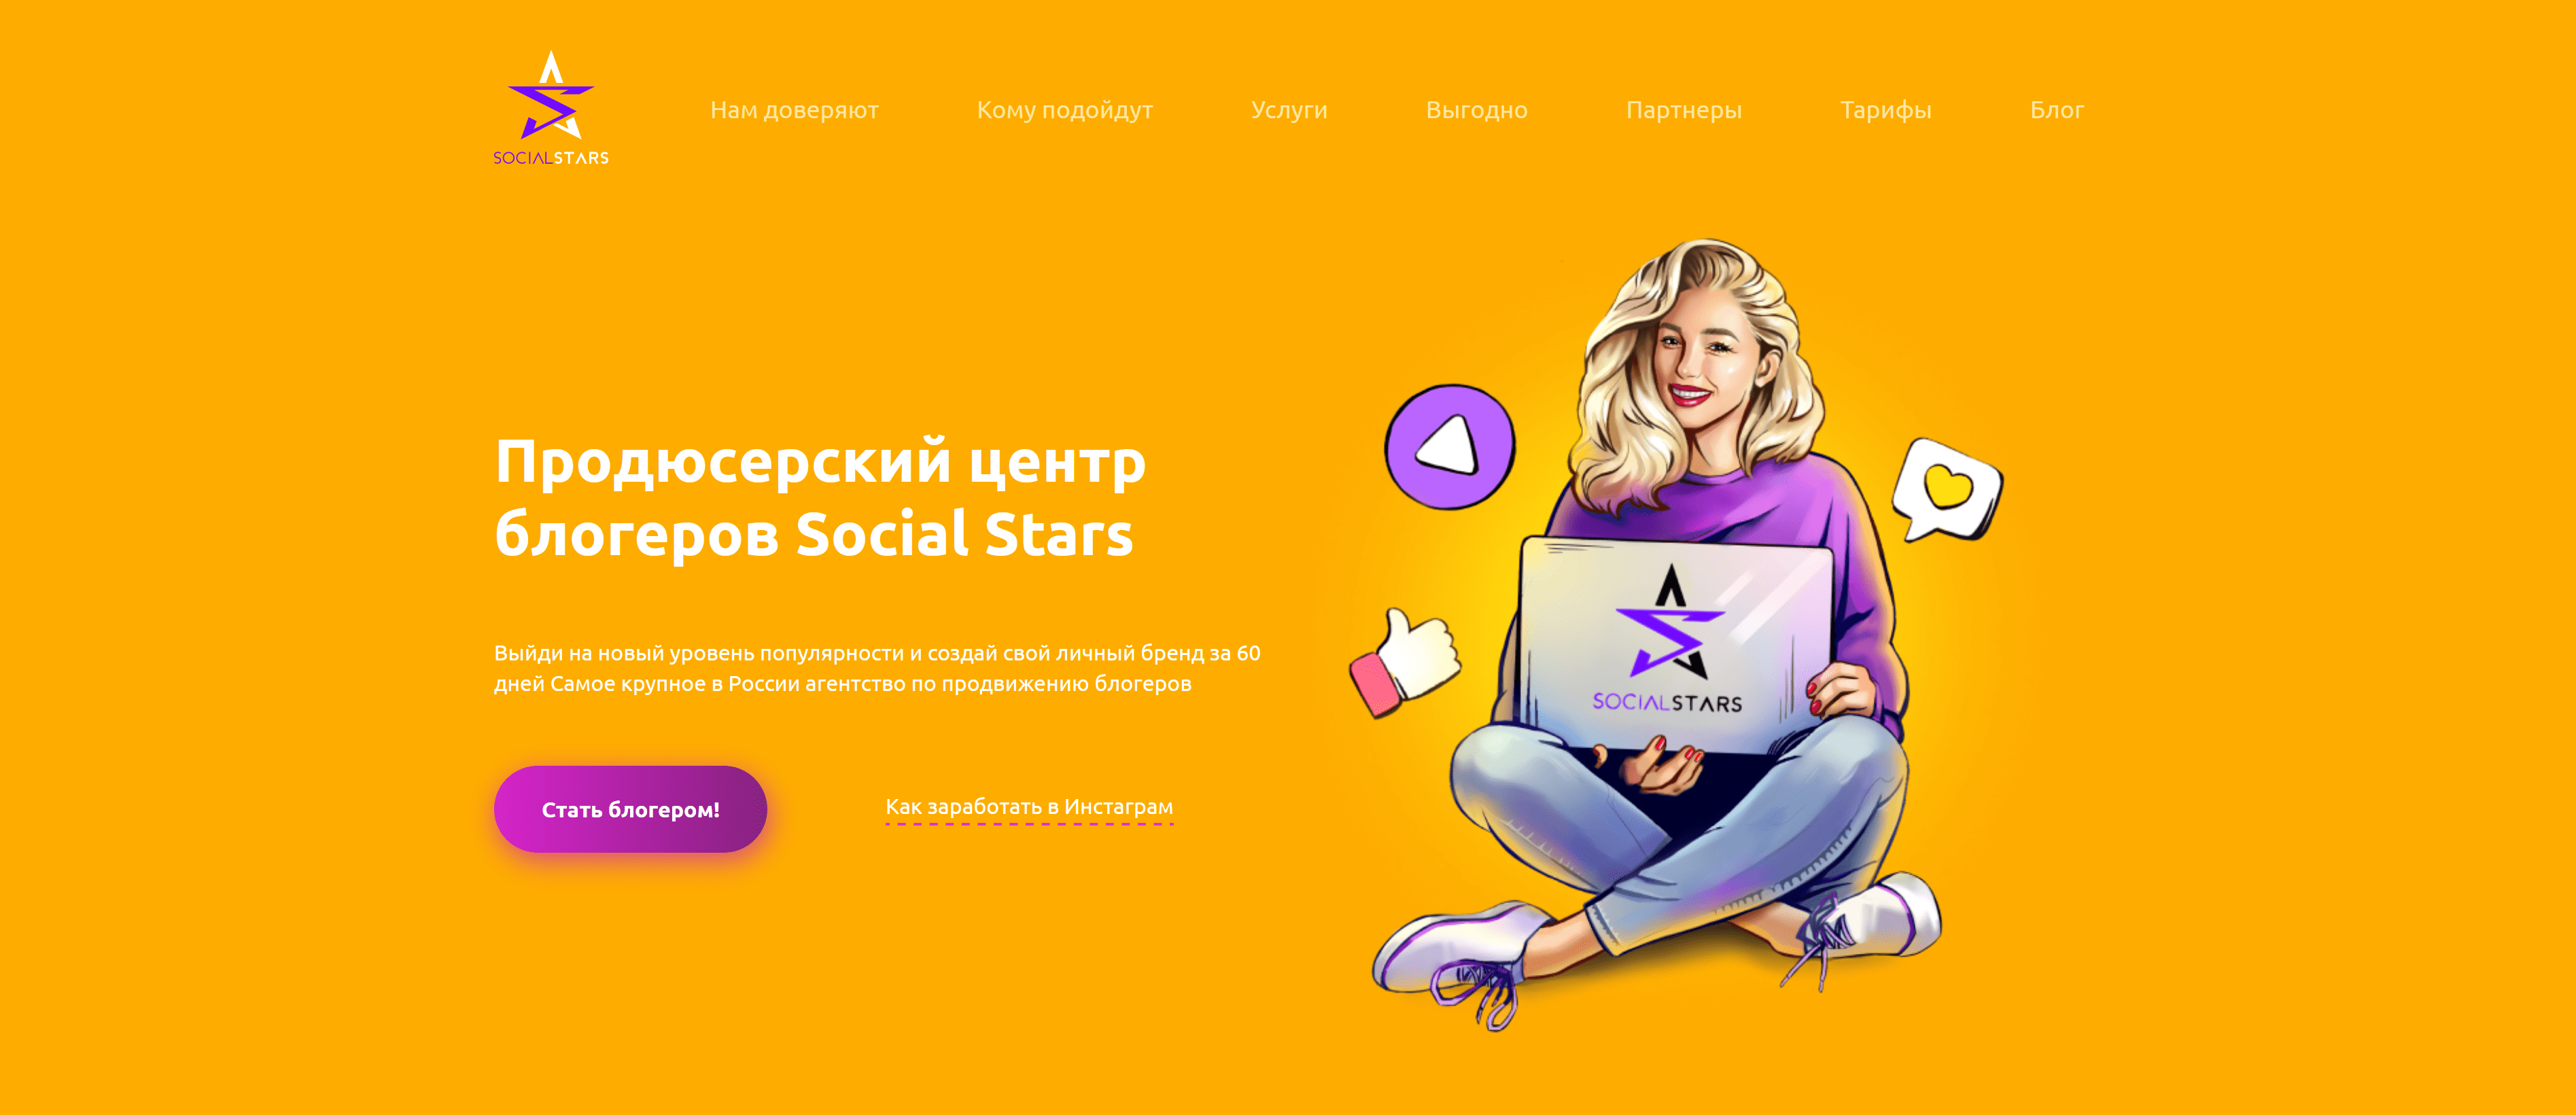 SOCIALSTARS
Нам доверяют
Кому подойдут
Услуги
Выгодно
Партнеры
Тарифы
Блог
Продюсерский центр
блогеров Social Stars
Выйди на новый уровень популярности и создай свой личный бренд за 60
дней Самое крупное в России агентство по продвижению блогеров
Стать блогером!
Как заработать в Инстаграм
SOCIALSTARS